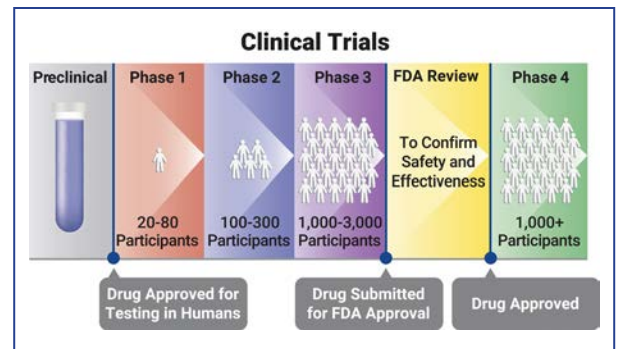 Clinical Trials
Preclinical
Phase 1
Phase 2
Phase 3
FDA Review
Phase 4
To Confirm
Safety and
Effectiveness
20-80
Participants
100-300
Participants
1,000-3,000
Participants
1,000+
Participants
Drug Approved for
Testing in Humans
Drug Submitted
for FDA Approval
Drug Approved